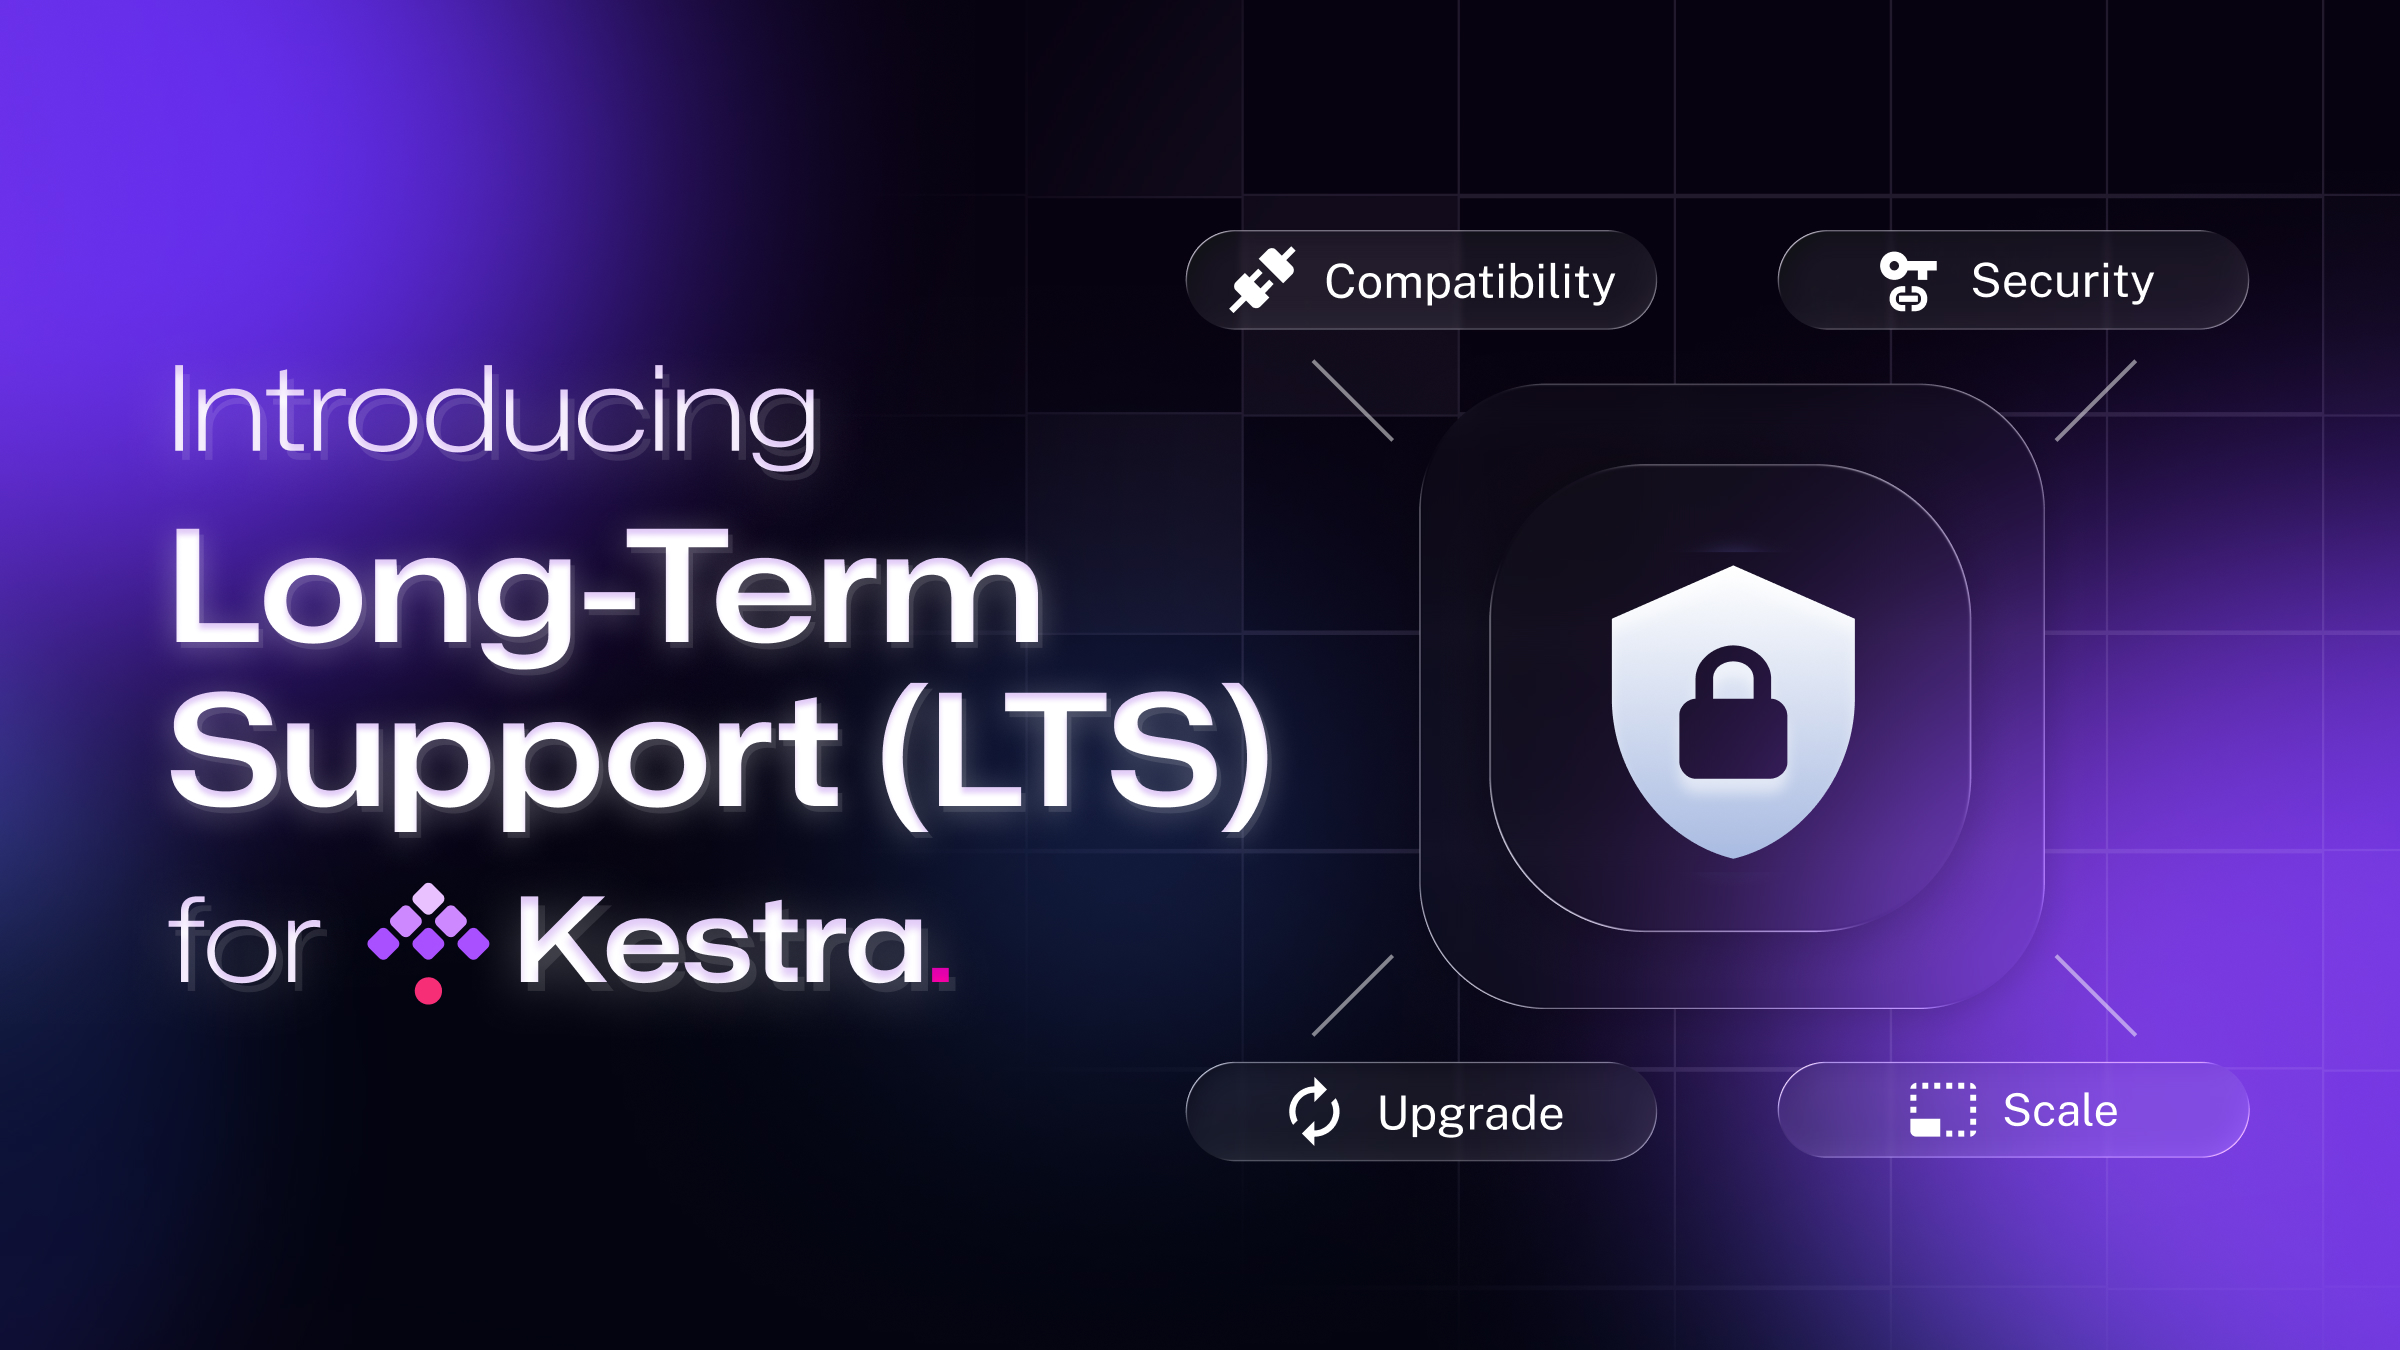 Introducing
Long-Term
Support (LTS)
for Kestra.
Compatibility
Security
Upgrade
Scale